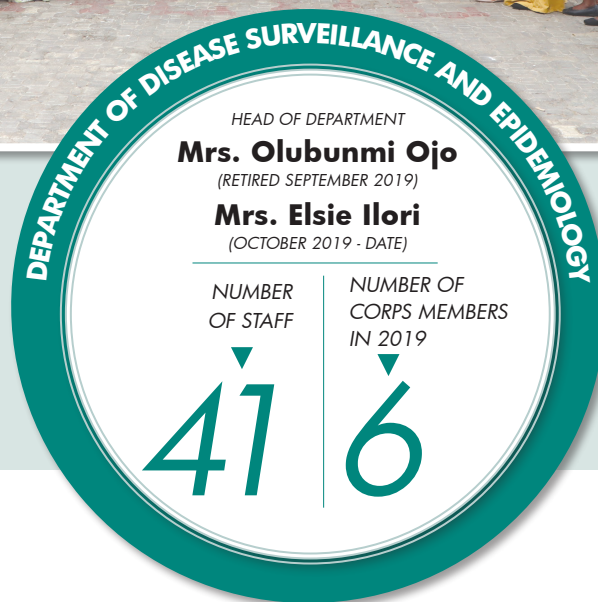 DEPARTMENT OF DISEASE SURVEILLANCE AND EPIDEMIOLOGY
HEAD OF DEPARTMENT
Mrs. Olubunmi Ojo
(RETIRED SEPTEMBER 2019)
Mrs. Elsie Ilori
(OCTOBER 2019 - DATE)
NUMBER
OF STAFF
41
NUMBER OF
CORPS MEMBERS
IN 2019
6